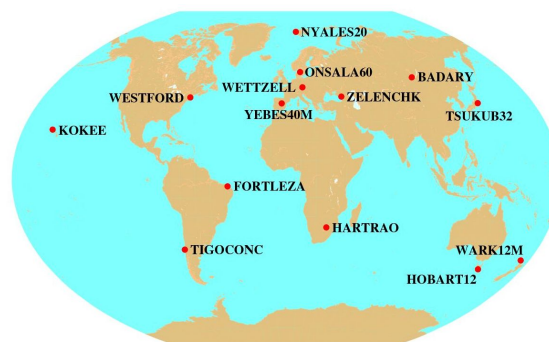 NYALES20
ONSALA60
BADARY
WETTZELL
WESTFORD
ZELENCHK
YEBES40M
TSUKUB32
KOKEE
FORTLEZA
HARTRAO
TIGOCONC
WARK12M
HOBART12